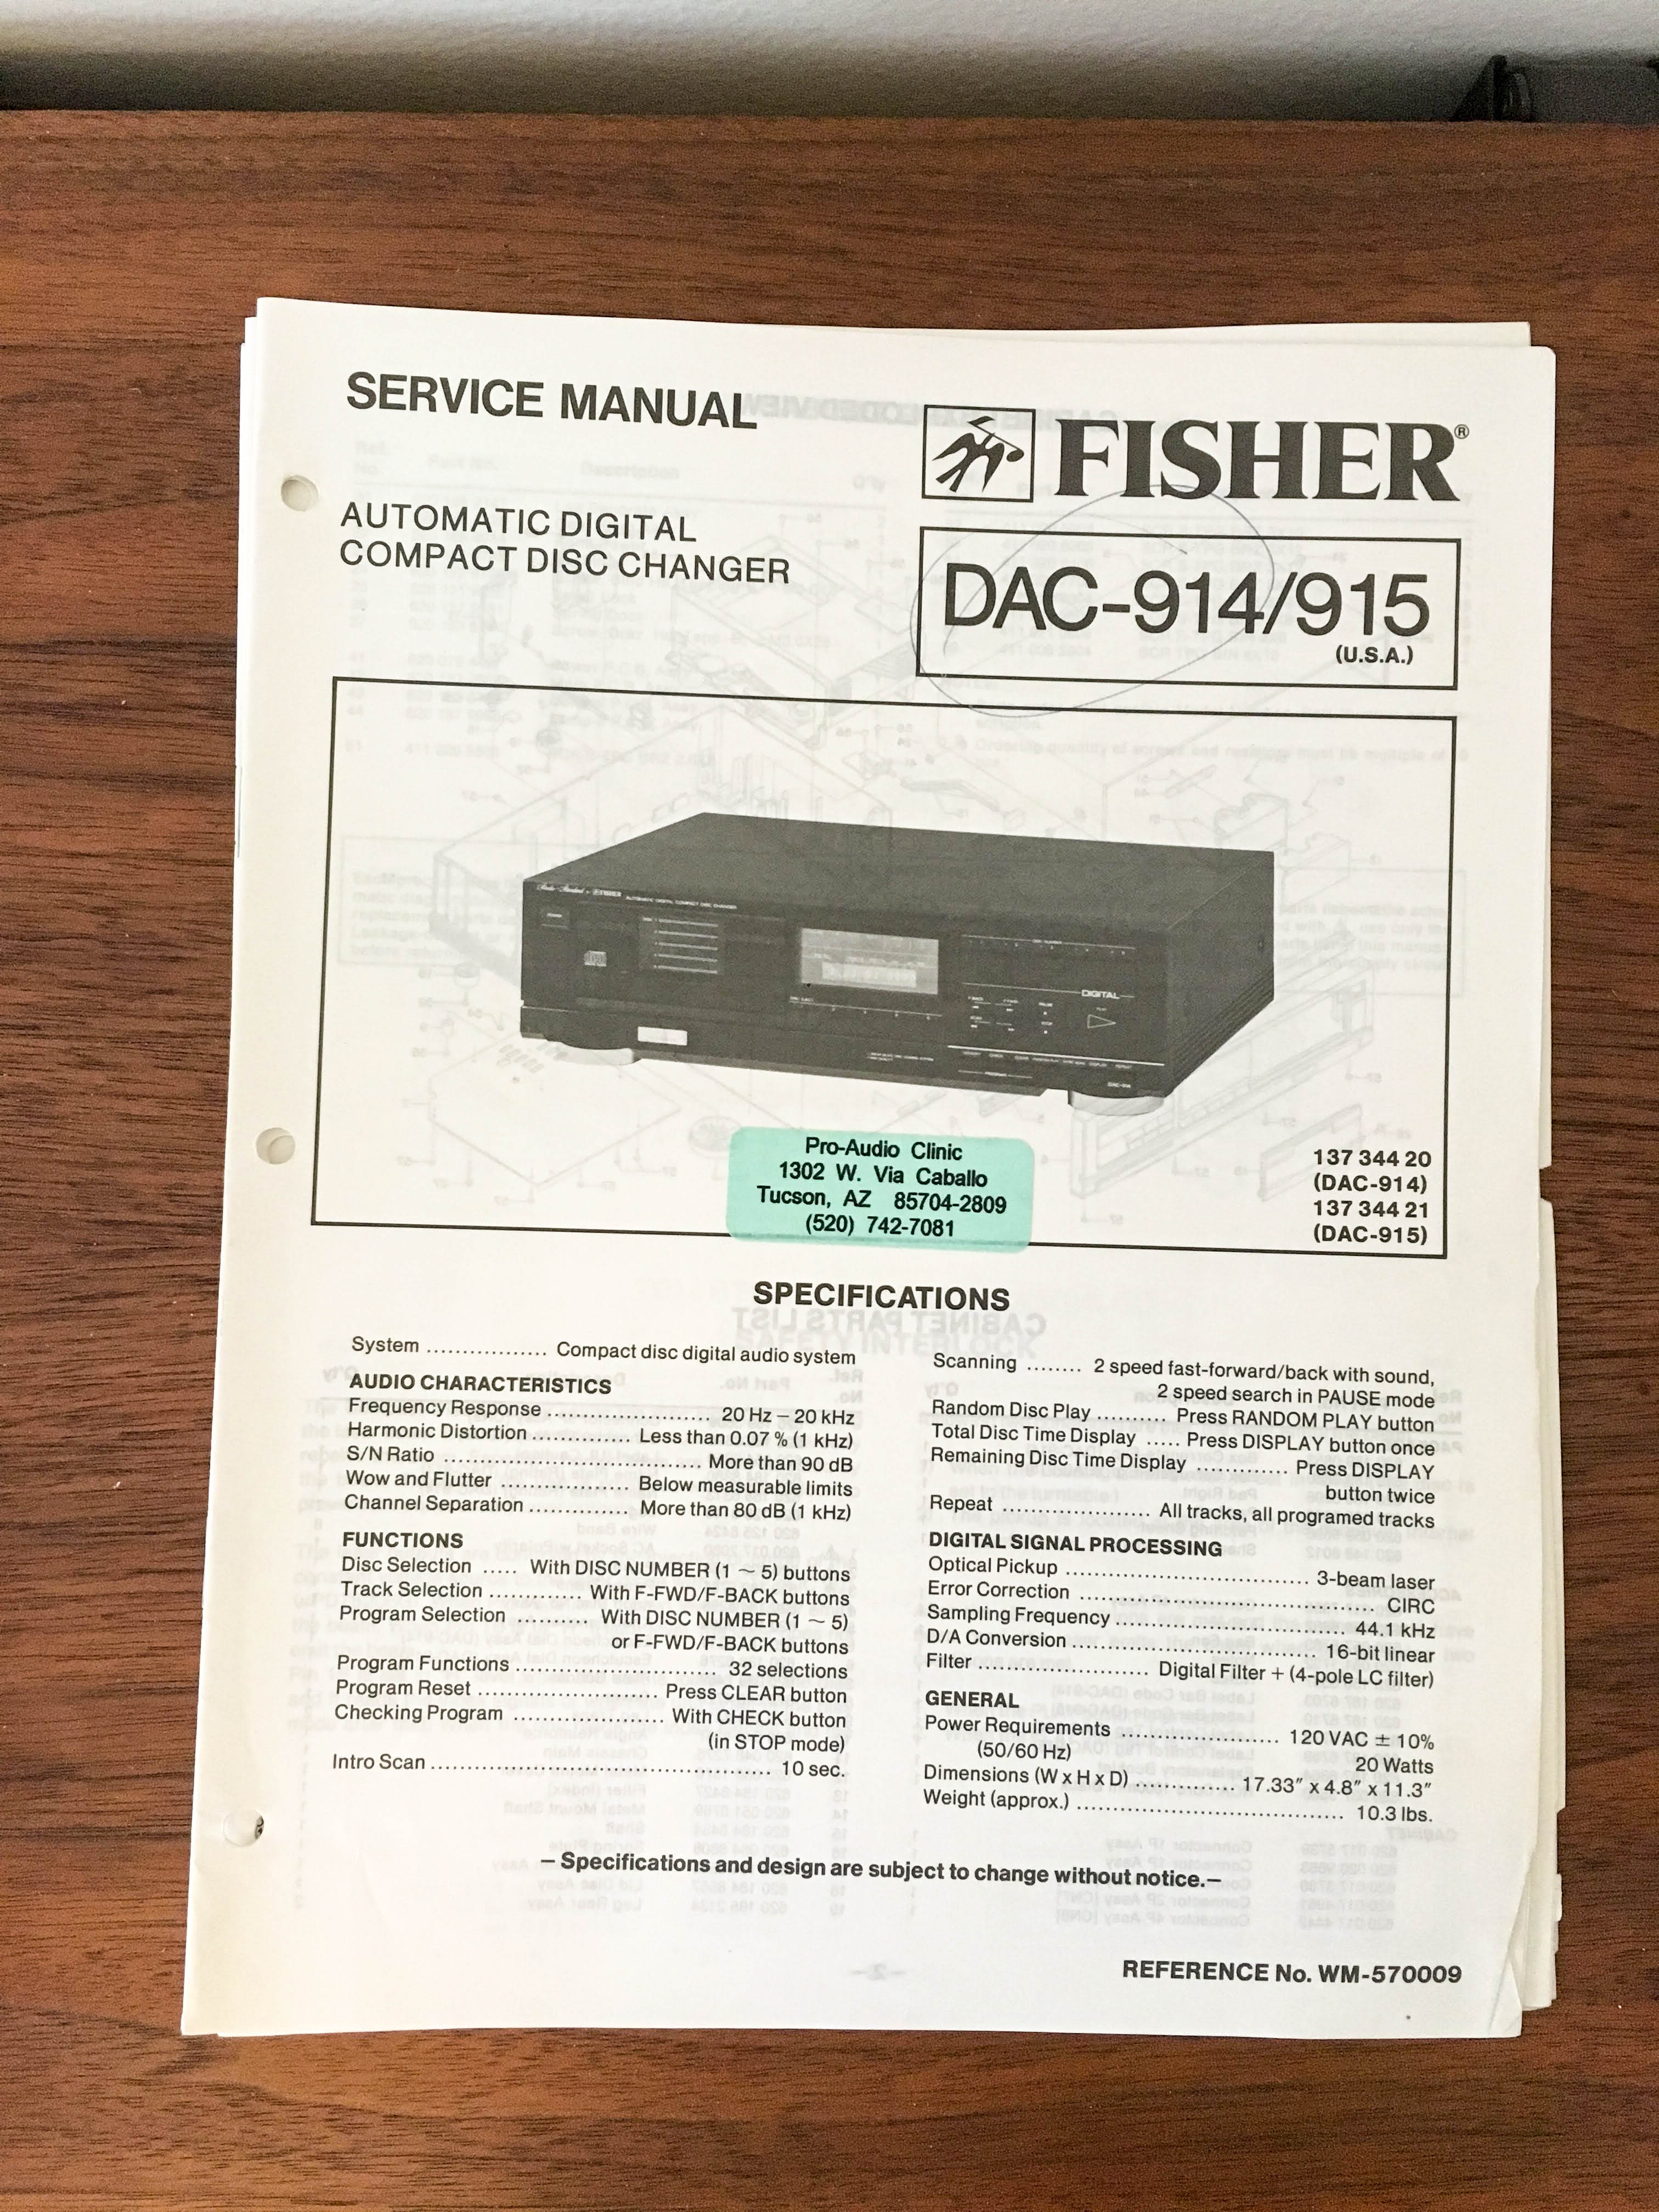 SERVICE MANUAL
FISHER®
AUTOMATIC DIGITAL
COMPACT DISC CHANGER
DAC-914/915
(U.S.A.)
FISHER
AUTOMATIC DIGITAL COMPACT DISC CHANGER
DIGITAL
Pro-Audio Clinic
1302 W. Via Caballo
Tucson, AZ 85704-2809
(520) 742-7081
137 344 20
(DAC-914)
137 344 21
(DAC-915)
SPECIFICATIONS
System ................. Compact disc digital audio system
AUDIO CHARACTERISTICS
Frequency Response ....................... 20 Hz – 20 kHz
Harmonic Distortion .............. Less than 0.07 % (1 kHz)
S/N Ratio .................................... More than 90 dB
Wow and Flutter .................. Below measurable limits
Channel Separation .............. More than 80 dB (1 kHz)
FUNCTIONS
Disc Selection ..... With DISC NUMBER (1 ~ 5) buttons
Track Selection ............ With F-FWD/F-BACK buttons
Program Selection .......... With DISC NUMBER (1 ~ 5)
or F-FWD/F-BACK buttons
Program Functions ............................ 32 selections
Program Reset ......................... Press CLEAR button
Checking Program ..................... With CHECK button
(in STOP mode)
Intro Scan ............................................... 10 sec.
Scanning ........ 2 speed fast-forward/back with sound,
2 speed search in PAUSE mode
Random Disc Play .......... Press RANDOM PLAY button
Total Disc Time Display ..... Press DISPLAY button once
Remaining Disc Time Display ............. Press DISPLAY
button twice
Repeat ..................... All tracks, all programed tracks
DIGITAL SIGNAL PROCESSING
Optical Pickup .................................. 3-beam laser
Error Correction ......................................... CIRC
Sampling Frequency ................................ 44.1 kHz
D/A Conversion .................................. 16-bit linear
Filter ........................ Digital Filter + (4-pole LC filter)
GENERAL
Power Requirements ...................... 120 VAC ± 10%
(50/60 Hz) 20 Watts
Dimensions (W x H x D) .............. 17.33" x 4.8" x 11.3"
Weight (approx.) ..................................... 10.3 lbs.
– Specifications and design are subject to change without notice.–
REFERENCE No. WM-570009